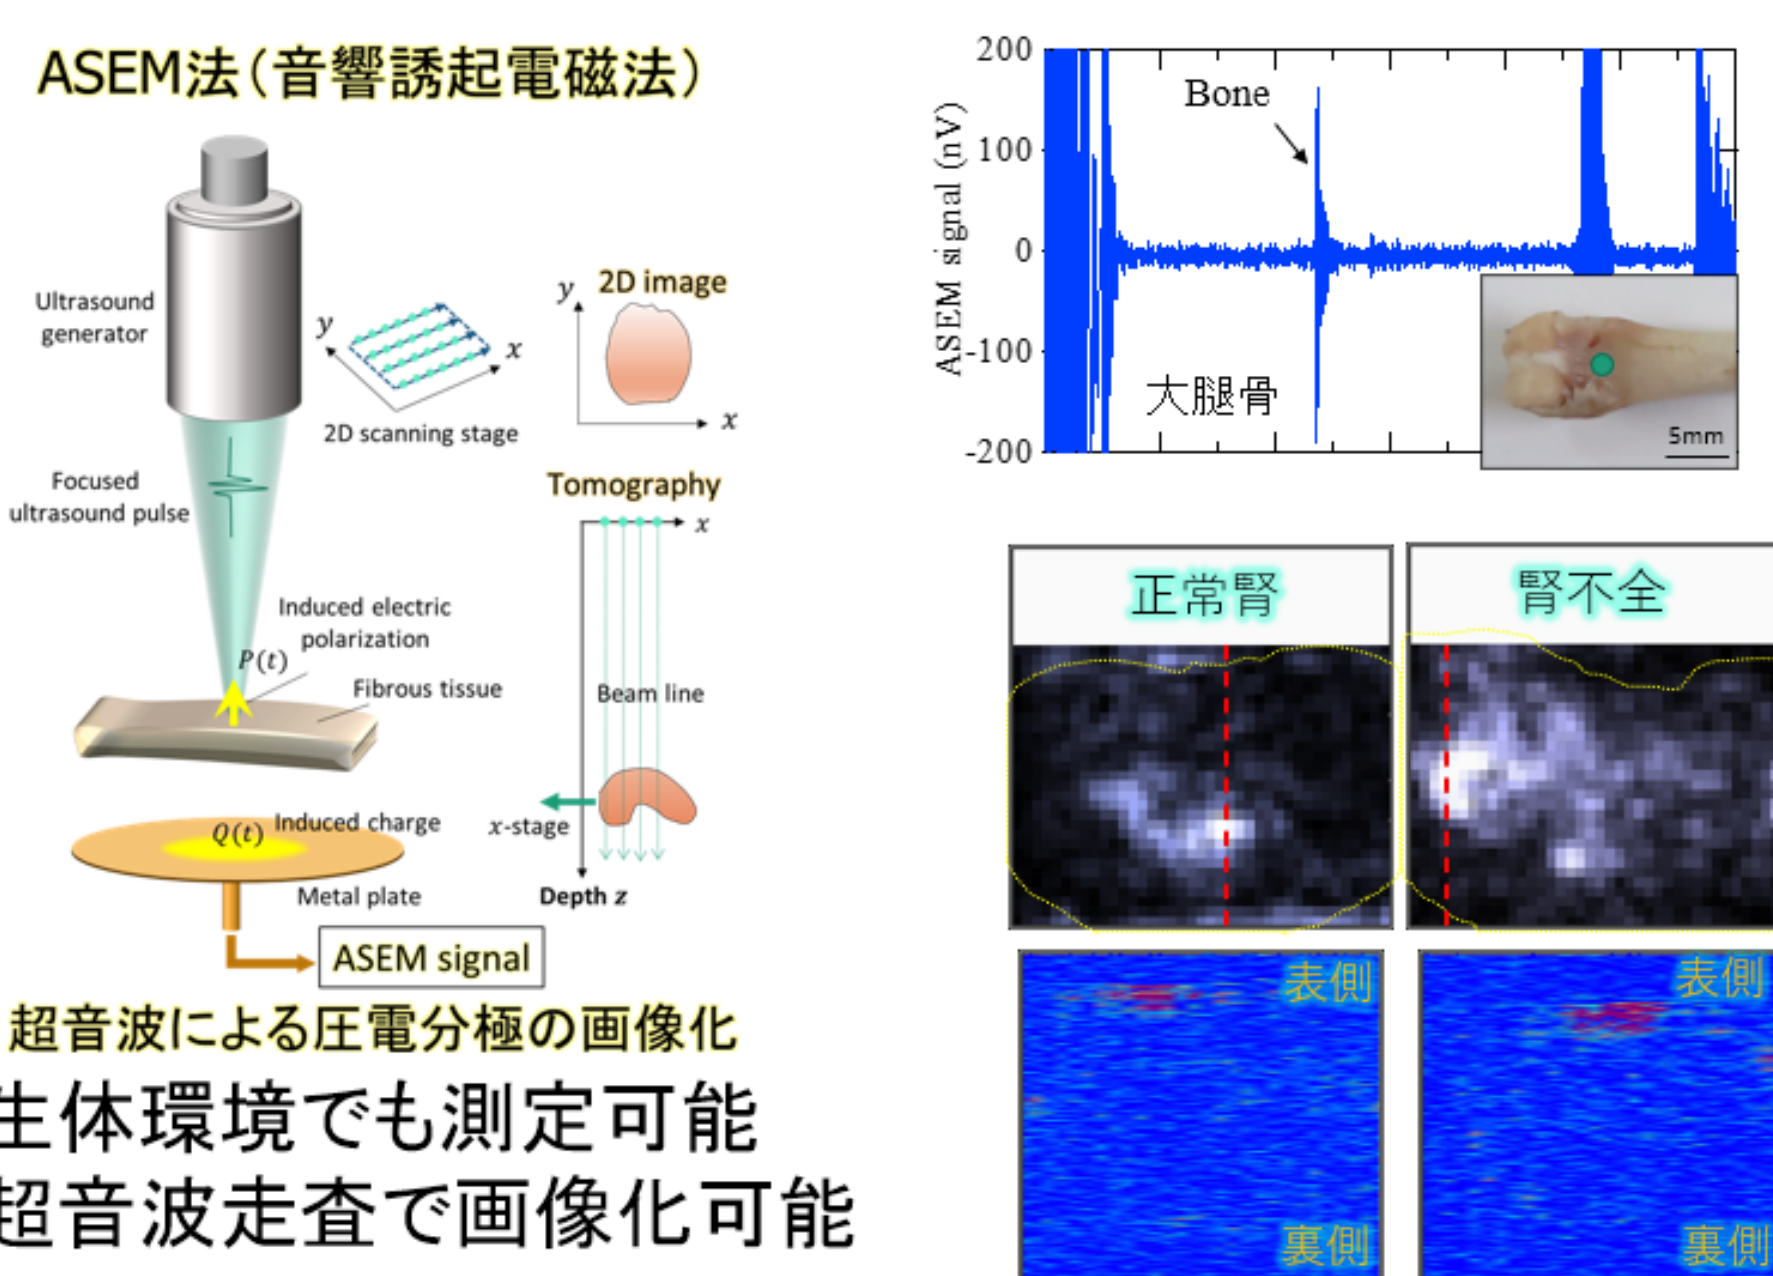 ASEM法(音響誘起電磁法)
Ultrasound
generator
y
x
2D scanning stage
y
2D image
x
Focused
ultrasound pulse
Tomography
x
Induced electric
polarization
P(t)
Fibrous tissue
Beam line
x-stage
Q(t)
Induced charge
Metal plate
Depth z
ASEM signal
超音波による圧電分極の画像化
生体環境でも測定可能
超音波走査で画像化可能
200
100
0
-100
-200
ASEM signal (nV)
Bone
大腿骨
5mm
正常腎
腎不全
表側
表側
裏側
裏側